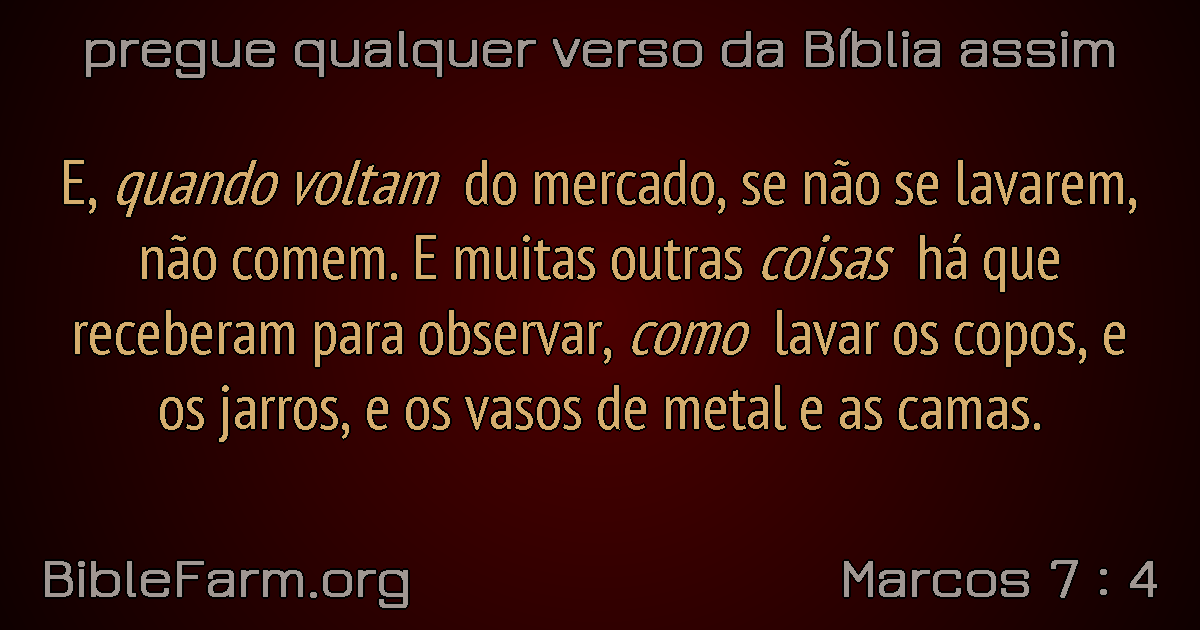 pregue qualquer verso da Bíblia assim
E, quando voltam do mercado, se não se lavarem,
não comem. E muitas outras coisas há que
receberam para observar, como lavar os copos, e
os jarros, e os vasos de metal e as camas.
BibleFarm.org
Marcos 7 : 4